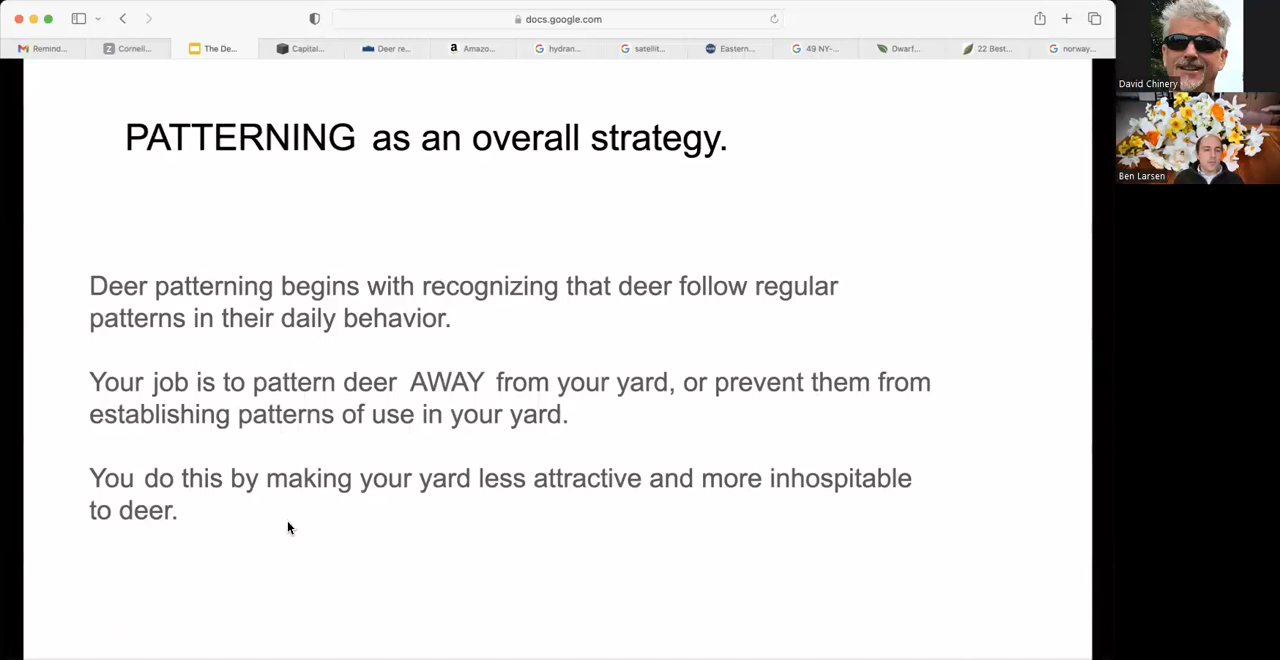 docs.google.com
Remind...
Cornell...
The De...
Capital...
Deer re...
a
Amazo...
hydran...
satellit...
Eastern...
49 NY-...
Dwarf...
22 Best...
norway...
PATTERNING as an overall strategy.
Deer patterning begins with recognizing that deer follow regular
patterns in their daily behavior.
Your job is to pattern deer AWAY from your yard, or prevent them from
establishing patterns of use in your yard.
You do this by making your yard less attractive and more inhospitable
to deer.
David Chinery
Ben Larsen